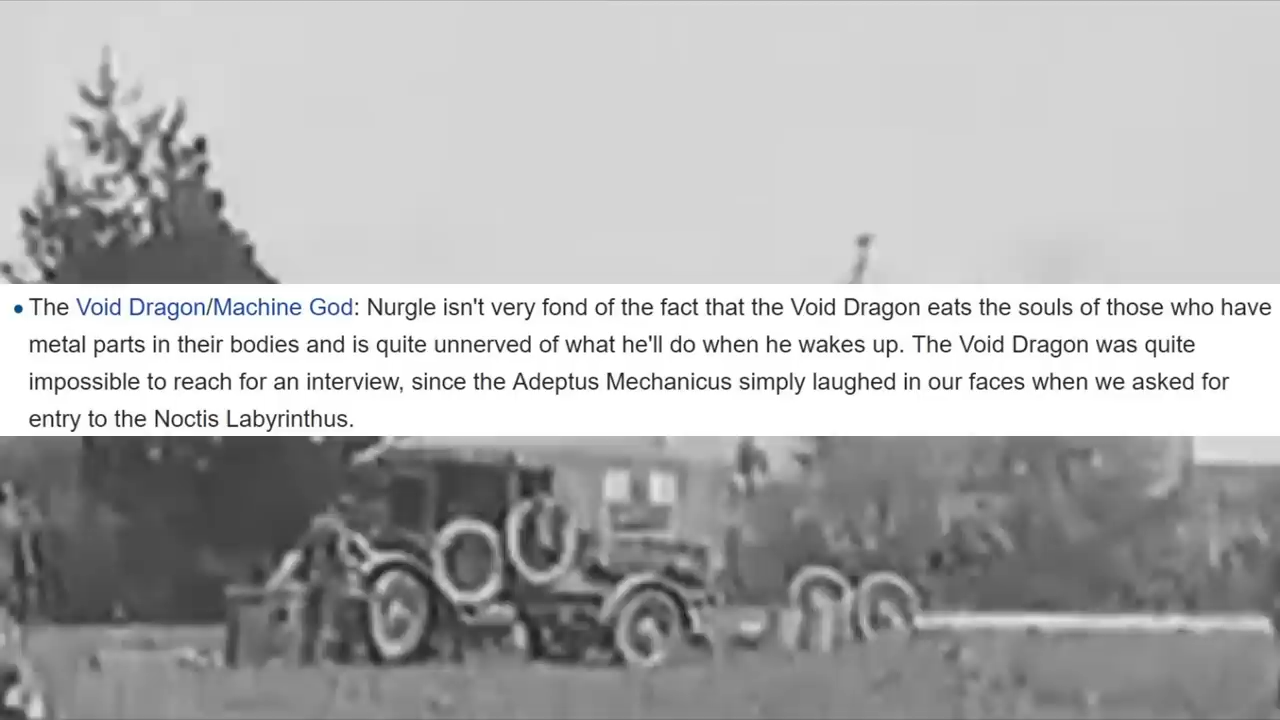 • The Void Dragon/Machine God: Nurgle isn't very fond of the fact that the Void Dragon eats the souls of those who have
metal parts in their bodies and is quite unnerved of what he'll do when he wakes up. The Void Dragon was quite
impossible to reach for an interview, since the Adeptus Mechanicus simply laughed in our faces when we asked for
entry to the Noctis Labyrinthus.